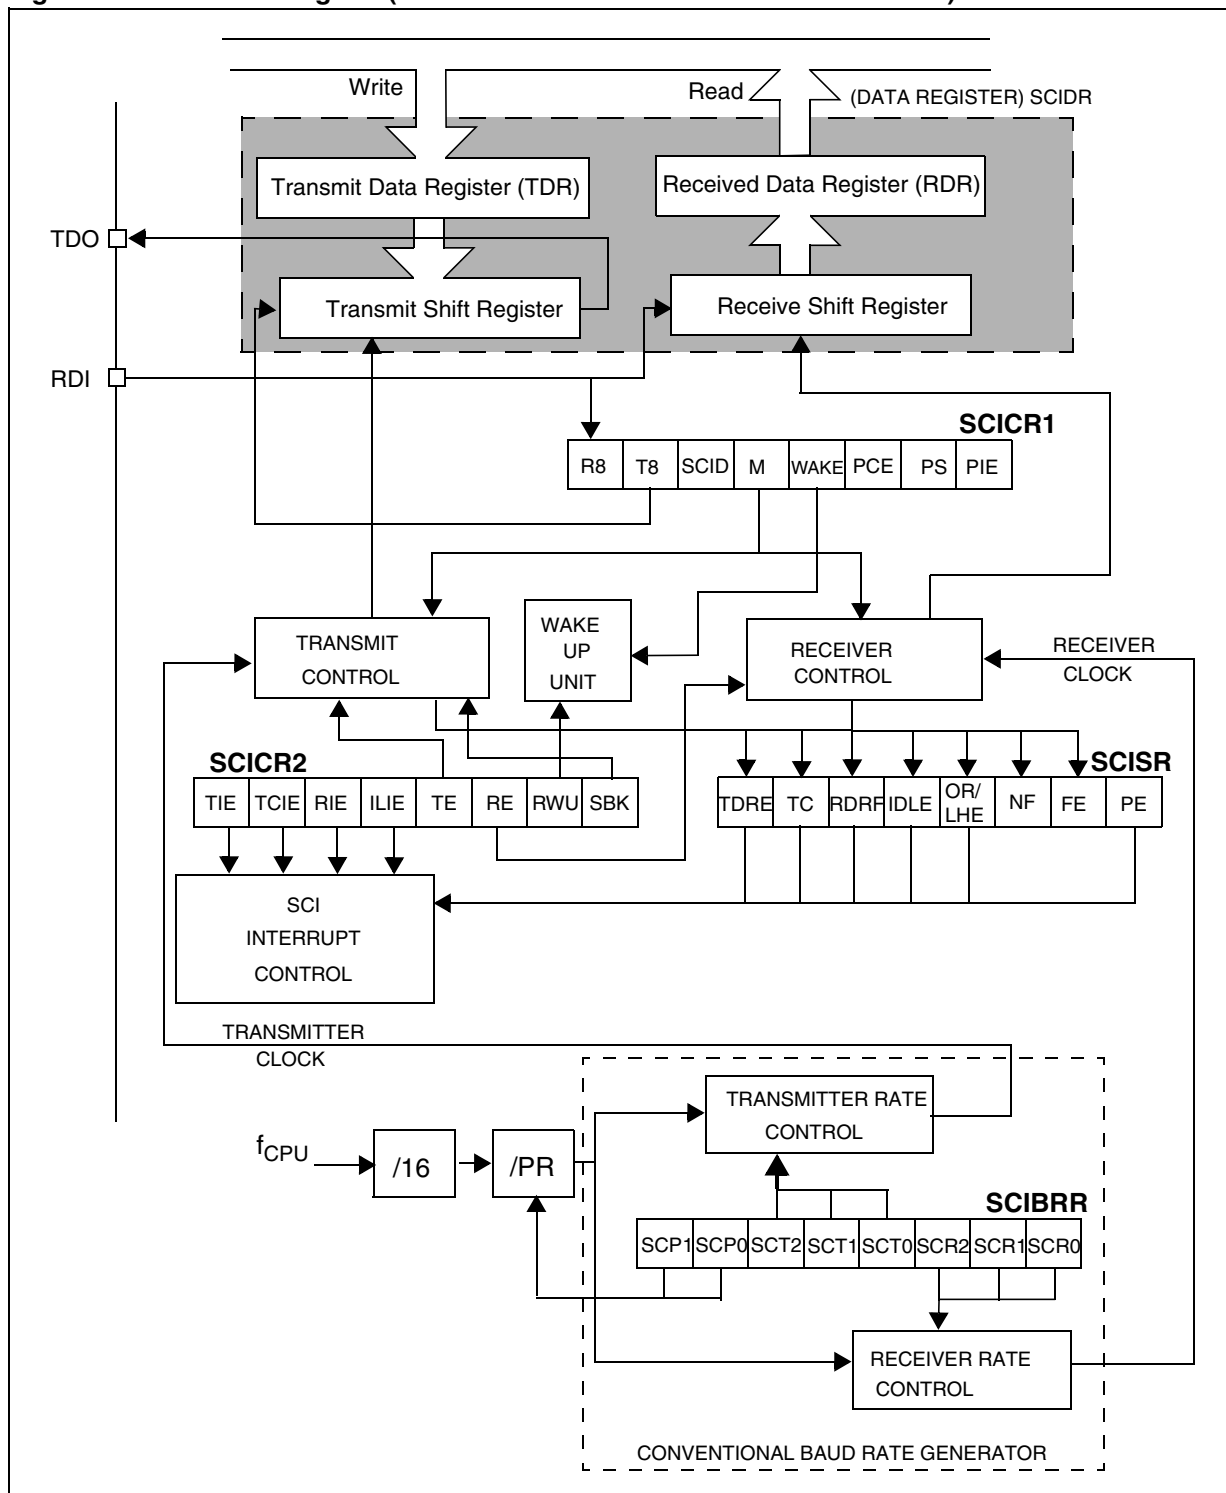 Write
Read
(DATA REGISTER) SCIDR
Transmit Data Register (TDR)
Received Data Register (RDR)
TDO
Transmit Shift Register
Receive Shift Register
RDI
SCICR1
R8 T8 SCID M WAKE PCE PS PIE
TRANSMIT
CONTROL
WAKE
UP
UNIT
RECEIVER
CONTROL
RECEIVER
CLOCK
SCICR2
TIE TCIE RIE ILIE TE RE RWU SBK
SCISR
TDRE TC RDRF IDLE OR/
LHE NF FE PE
SCI
INTERRUPT
CONTROL
TRANSMITTER
CLOCK
TRANSMITTER RATE
CONTROL
fCPU
/16
/PR
SCIBRR
SCP1 SCP0 SCT2 SCT1 SCT0 SCR2 SCR1 SCR0
RECEIVER RATE
CONTROL
CONVENTIONAL BAUD RATE GENERATOR